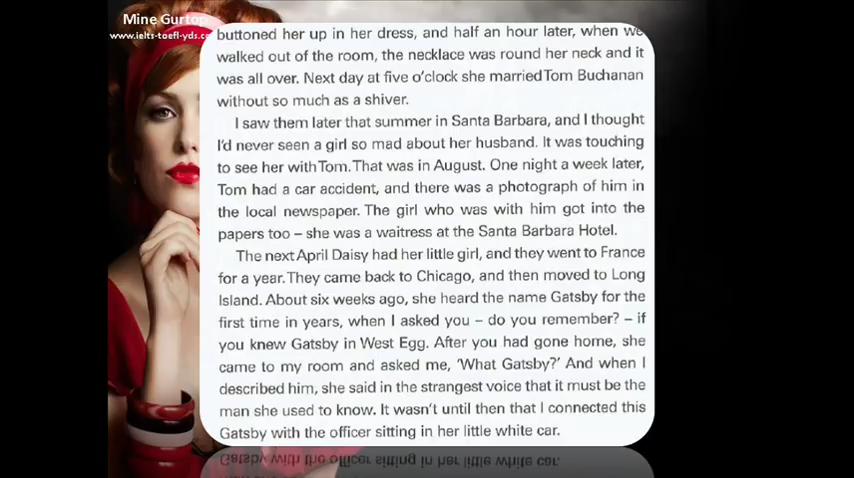 Mine Gurtop
www.ielts-toefl-yds.co
buttoned her up in her dress, and half an hour later, when we
walked out of the room, the necklace was round her neck and it
was all over. Next day at five o'clock she married Tom Buchanan
without so much as a shiver.
I saw them later that summer in Santa Barbara, and I thought
I'd never seen a girl so mad about her husband. It was touching
to see her with Tom. That was in August. One night a week later,
Tom had a car accident, and there was a photograph of him in
the local newspaper. The girl who was with him got into the
papers too – she was a waitress at the Santa Barbara Hotel.
The next April Daisy had her little girl, and they went to France
for a year. They came back to Chicago, and then moved to Long
Island. About six weeks ago, she heard the name Gatsby for the
first time in years, when I asked you – do you remember? – if
you knew Gatsby in West Egg. After you had gone home, she
came to my room and asked me, 'What Gatsby?' And when I
described him, she said in the strangest voice that it must be the
man she used to know. It wasn't until then that I connected this
Gatsby with the officer sitting in her little white car.